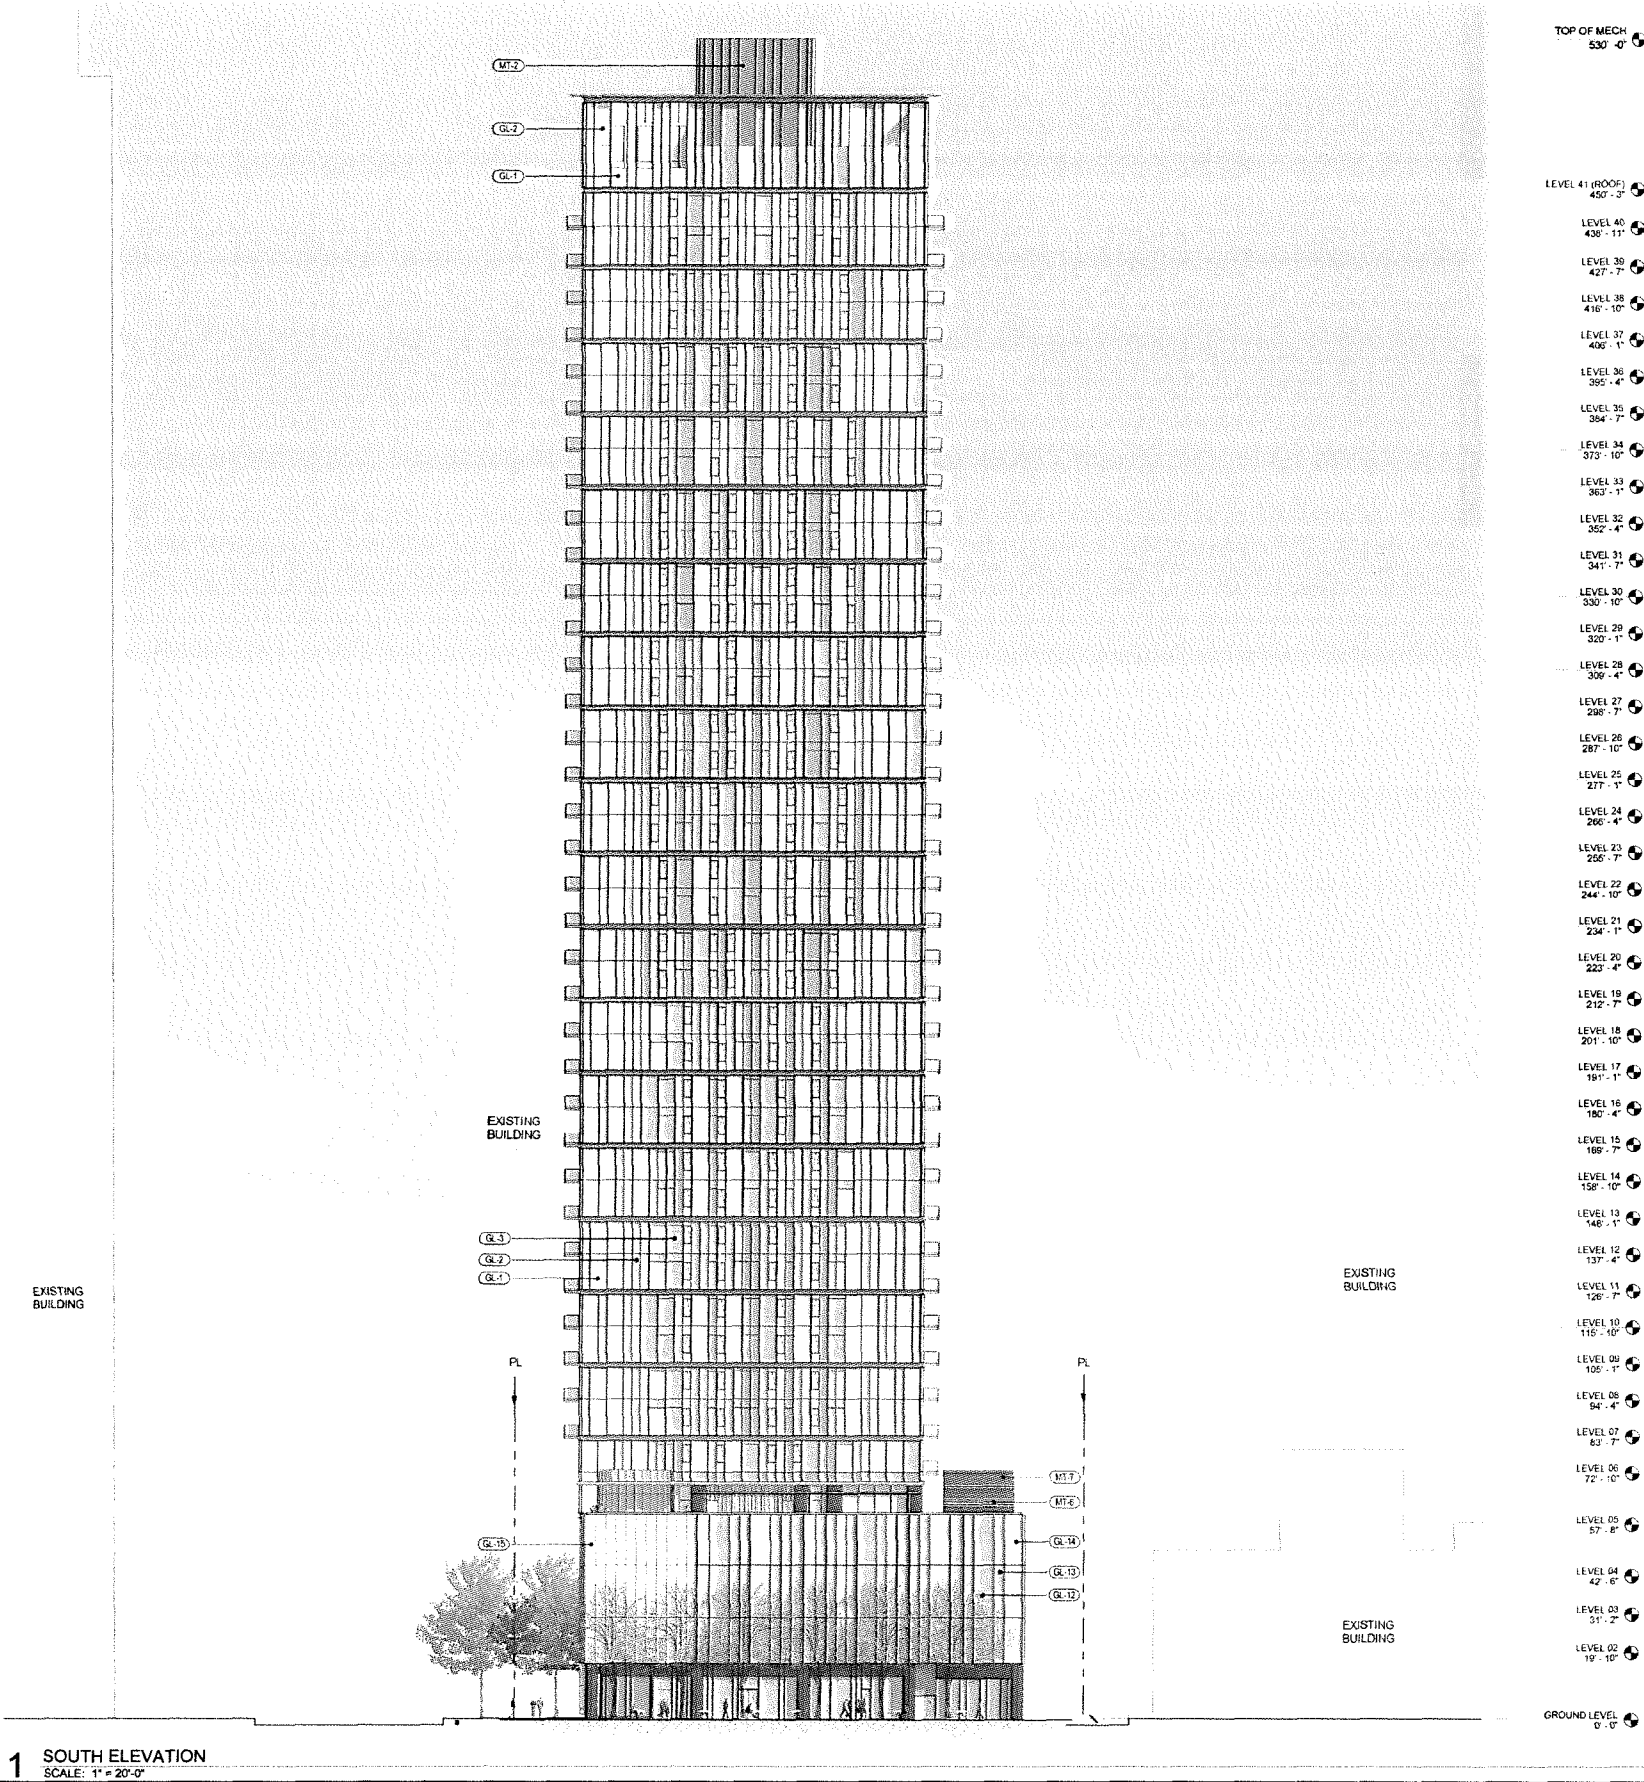 TOP OF MECH
530' -0"
MT-2
GL-2
GL-1
LEVEL 41 (ROOF)
450' - 3"
LEVEL 40
438' - 11"
LEVEL 39
427' - 7"
LEVEL 38
416' - 10"
LEVEL 37
406' - 1"
LEVEL 36
395' - 4"
LEVEL 35
384' - 7"
LEVEL 34
373' - 10"
LEVEL 33
363' - 1"
LEVEL 32
352' - 4"
LEVEL 31
341' - 7"
LEVEL 30
330' - 10"
LEVEL 29
320' - 1"
LEVEL 28
309' - 4"
LEVEL 27
298' - 7"
LEVEL 26
287' - 10"
LEVEL 25
277' - 1"
LEVEL 24
266' - 4"
LEVEL 23
255' - 7"
LEVEL 22
244' - 10"
LEVEL 21
234' - 1"
LEVEL 20
223' - 4"
LEVEL 19
212' - 7"
LEVEL 18
201' - 10"
LEVEL 17
191' - 1"
LEVEL 16
180' - 4"
LEVEL 15
169' - 7"
LEVEL 14
158' - 10"
LEVEL 13
148' - 1"
LEVEL 12
137' - 4"
LEVEL 11
126' - 7"
LEVEL 10
115' - 10"
LEVEL 09
105' - 1"
LEVEL 08
94' - 4"
LEVEL 07
83' - 7"
LEVEL 06
72' - 10"
LEVEL 05
57' - 8"
LEVEL 04
42' - 6"
LEVEL 03
31' - 2"
LEVEL 02
19' - 10"
GROUND LEVEL
0' - 0"
EXISTING
BUILDING
GL-3
GL-2
GL-1
EXISTING
BUILDING
EXISTING
BUILDING
PL
PL
MT-7
MT-6
GL-15
GL-14
GL-13
GL-12
EXISTING
BUILDING
1 SOUTH ELEVATION
SCALE: 1" = 20'-0"